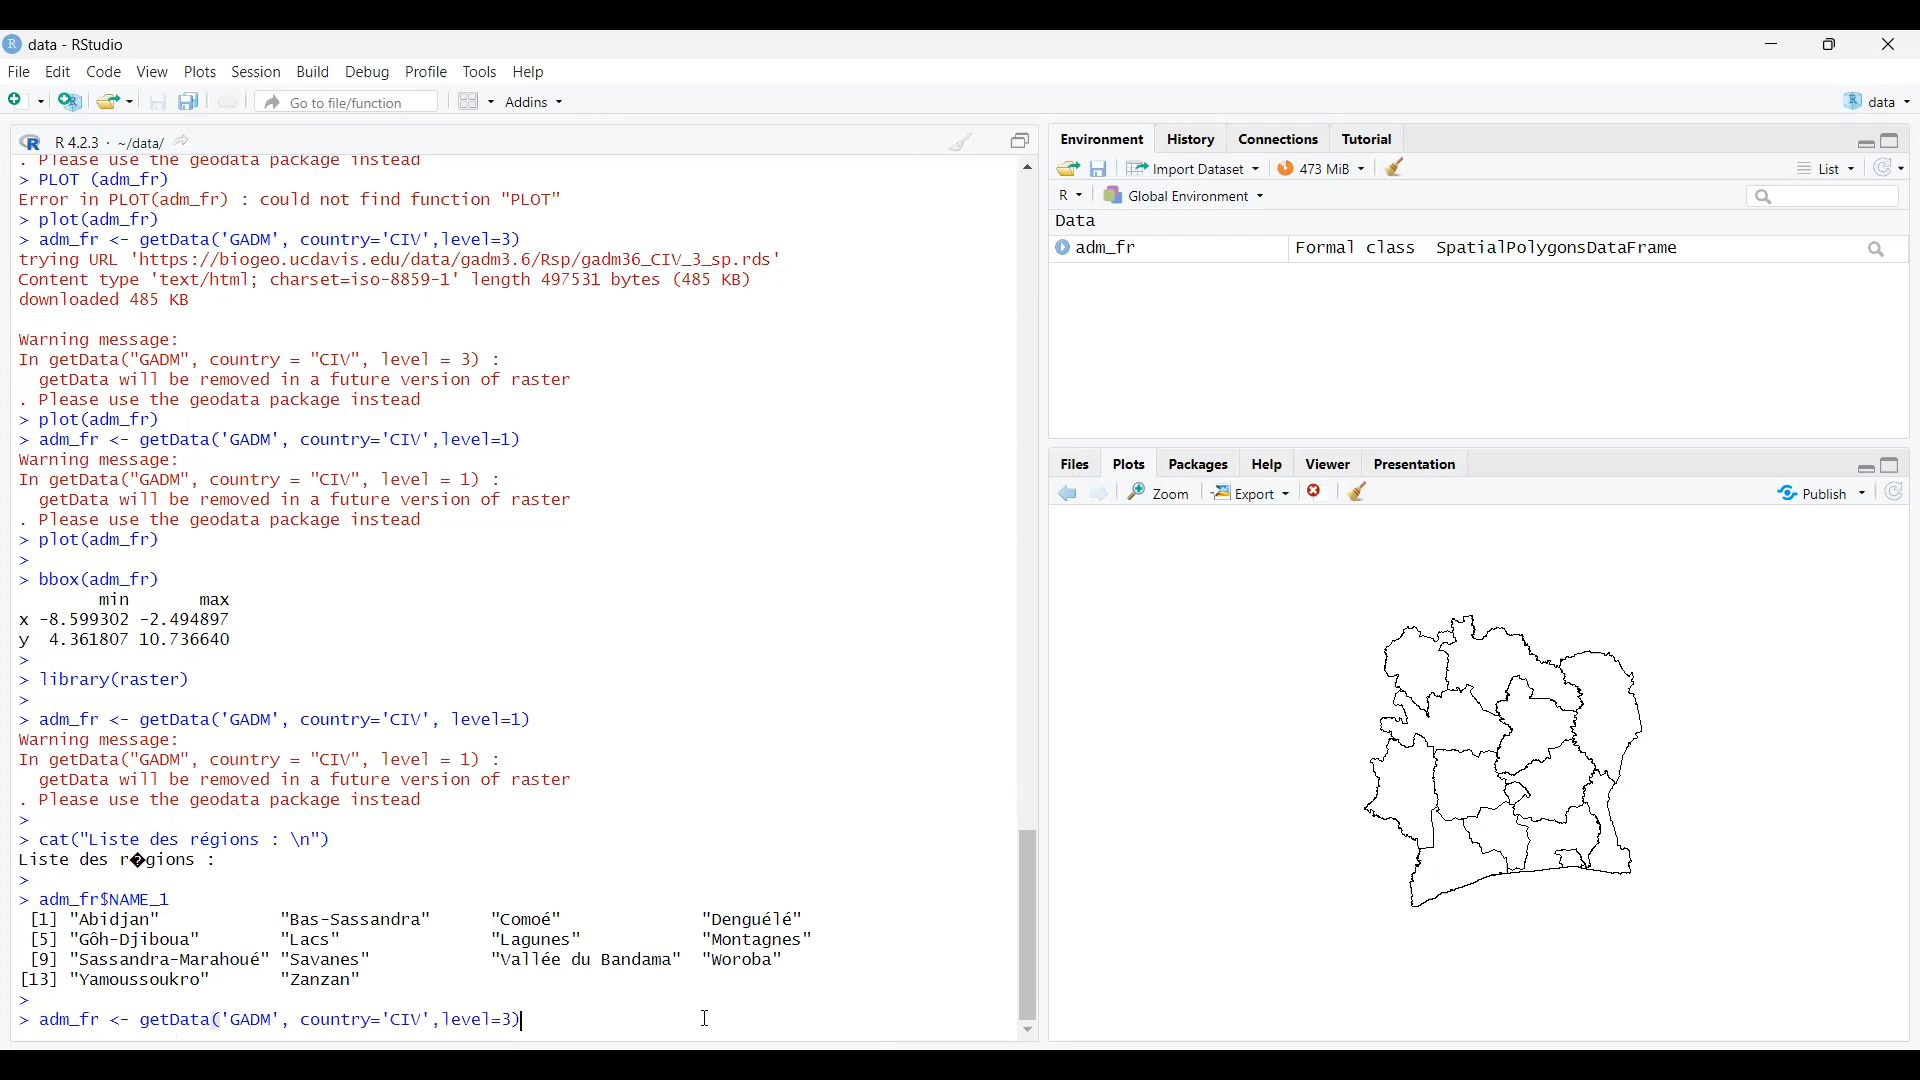 data - RStudio
File Edit Code View Plots Session Build Debug Profile Tools Help
Go to file/function Addins data
R 4.2.3 · ~/data/
. Please use the geodata package instead
> PLOT (adm_fr)
Error in PLOT(adm_fr) : could not find function "PLOT"
> plot(adm_fr)
> adm_fr <- getData('GADM', country='CIV',level=3)
trying URL 'https://biogeo.ucdavis.edu/data/gadm3.6/Rsp/gadm36_CIV_3_sp.rds'
Content type 'text/html; charset=iso-8859-1' length 497531 bytes (485 KB)
downloaded 485 KB
Warning message:
In getData("GADM", country = "CIV", level = 3) :
getData will be removed in a future version of raster
. Please use the geodata package instead
> plot(adm_fr)
> adm_fr <- getData('GADM', country='CIV',level=1)
Warning message:
In getData("GADM", country = "CIV", level = 1) :
getData will be removed in a future version of raster
. Please use the geodata package instead
> plot(adm_fr)
>
> bbox(adm_fr)
min max
x -8.599302 -2.494897
y 4.361807 10.736640
>
> library(raster)
>
> adm_fr <- getData('GADM', country='CIV', level=1)
Warning message:
In getData("GADM", country = "CIV", level = 1) :
getData will be removed in a future version of raster
. Please use the geodata package instead
>
> cat("Liste des régions : \n")
Liste des r�gions :
>
> adm_fr$NAME_1
[1] "Abidjan" "Bas-Sassandra" "Comoé" "Denguélé"
[5] "Gôh-Djiboua" "Lacs" "Lagunes" "Montagnes"
[9] "Sassandra-Marahoué" "Savanes" "Vallée du Bandama" "Woroba"
[13] "Yamoussoukro" "Zanzan"
>
> adm_fr <- getData('GADM', country='CIV',level=3)
Environment History Connections Tutorial
Import Dataset 473 MiB List
R Global Environment
Data
adm_fr Formal class SpatialPolygonsDataFrame
Files Plots Packages Help Viewer Presentation
Zoom Export Publish